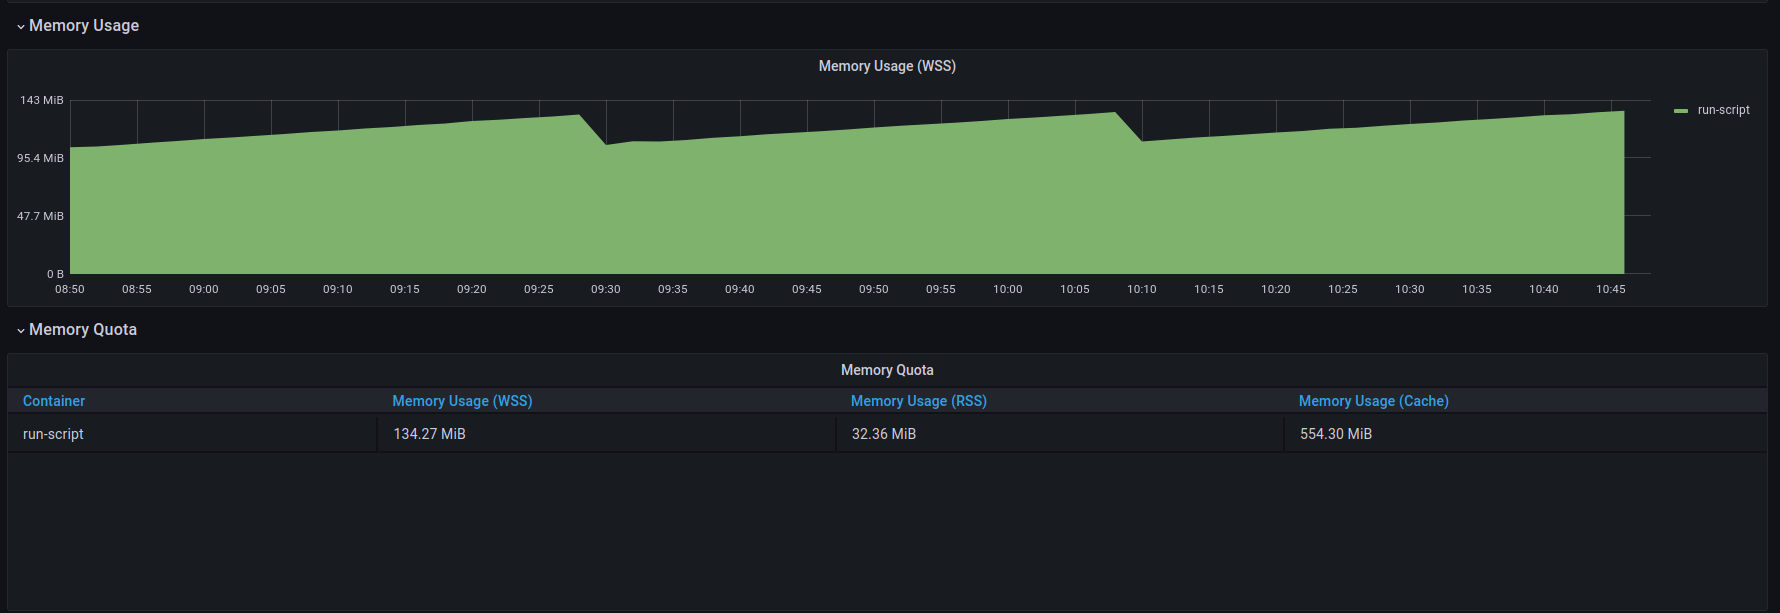 Memory Usage
Memory Usage (WSS)
143 MiB
95.4 MiB
47.7 MiB
0 B
08:50 08:55 09:00 09:05 09:10 09:15 09:20 09:25 09:30 09:35 09:40 09:45 09:50 09:55 10:00 10:05 10:10 10:15 10:20 10:25 10:30 10:35 10:40 10:45
run-script
Memory Quota
Memory Quota
Container Memory Usage (WSS) Memory Usage (RSS) Memory Usage (Cache)
run-script 134.27 MiB 32.36 MiB 554.30 MiB